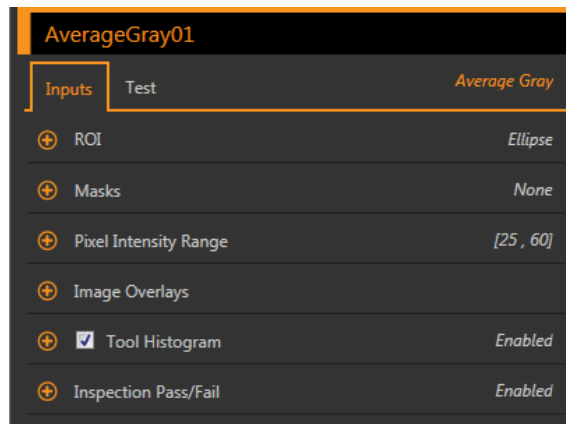 AverageGray01
Inputs Test Average Gray
ROI Ellipse
Masks None
Pixel Intensity Range [25 , 60]
Image Overlays
Tool Histogram Enabled
Inspection Pass/Fail Enabled